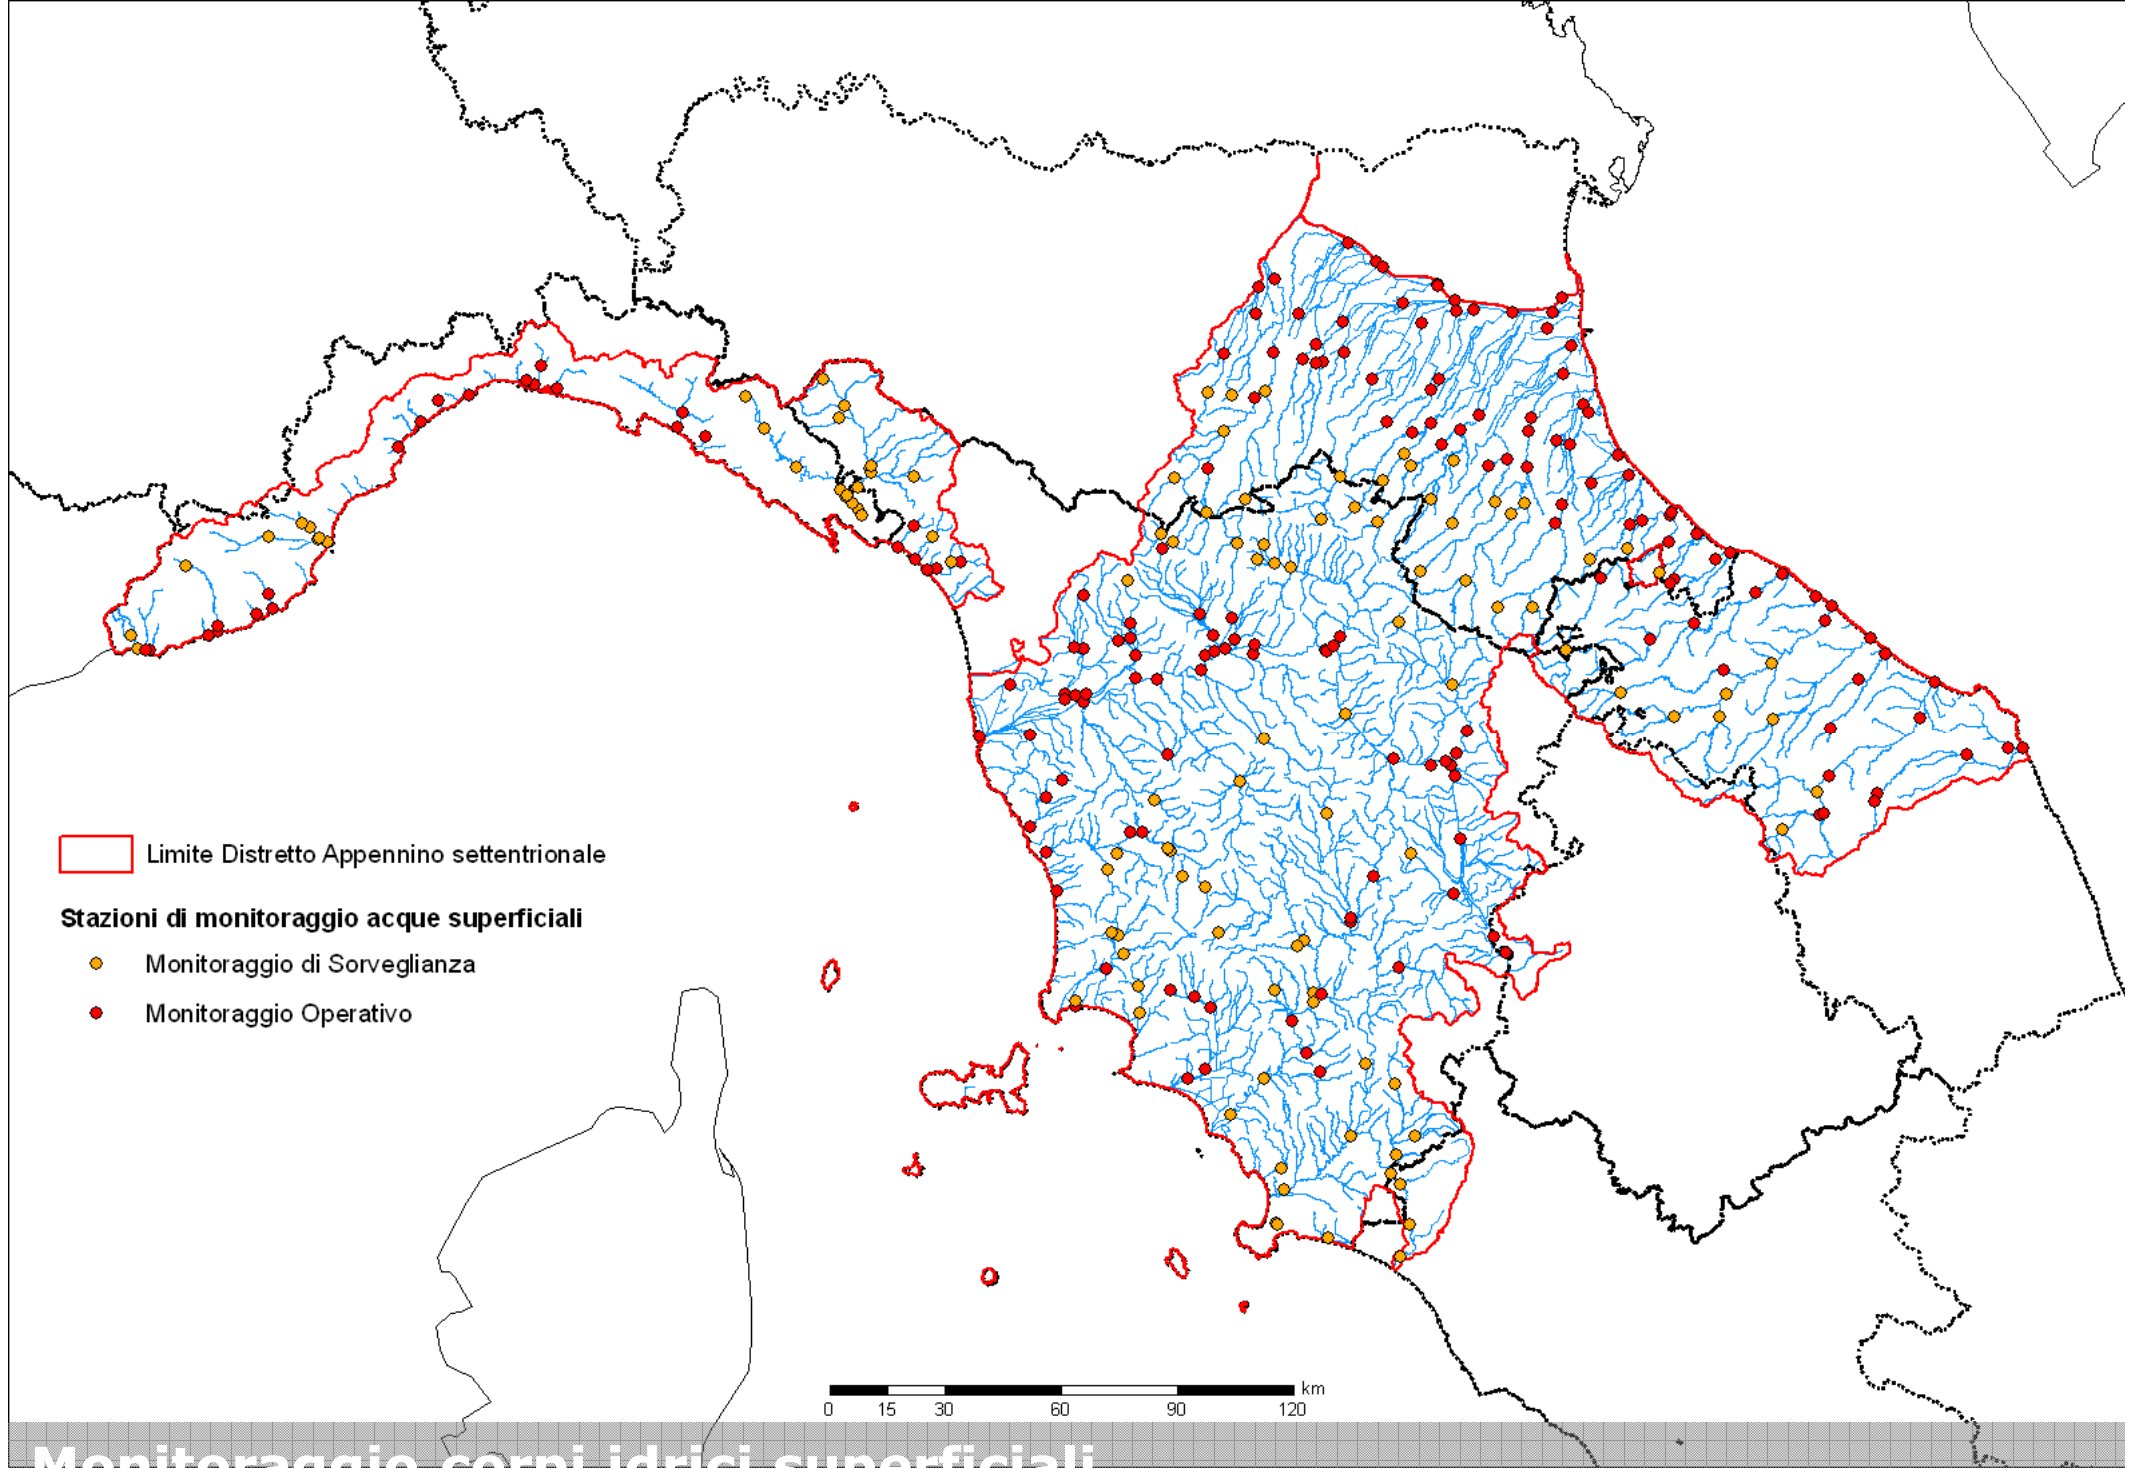 Limite Distretto Appennino settentrionale
Stazioni di monitoraggio acque superficiali
Monitoraggio di Sorveglianza
Monitoraggio Operativo
km
0 15 30 60 90 120
Monitoraggio corpi idrici superficiali